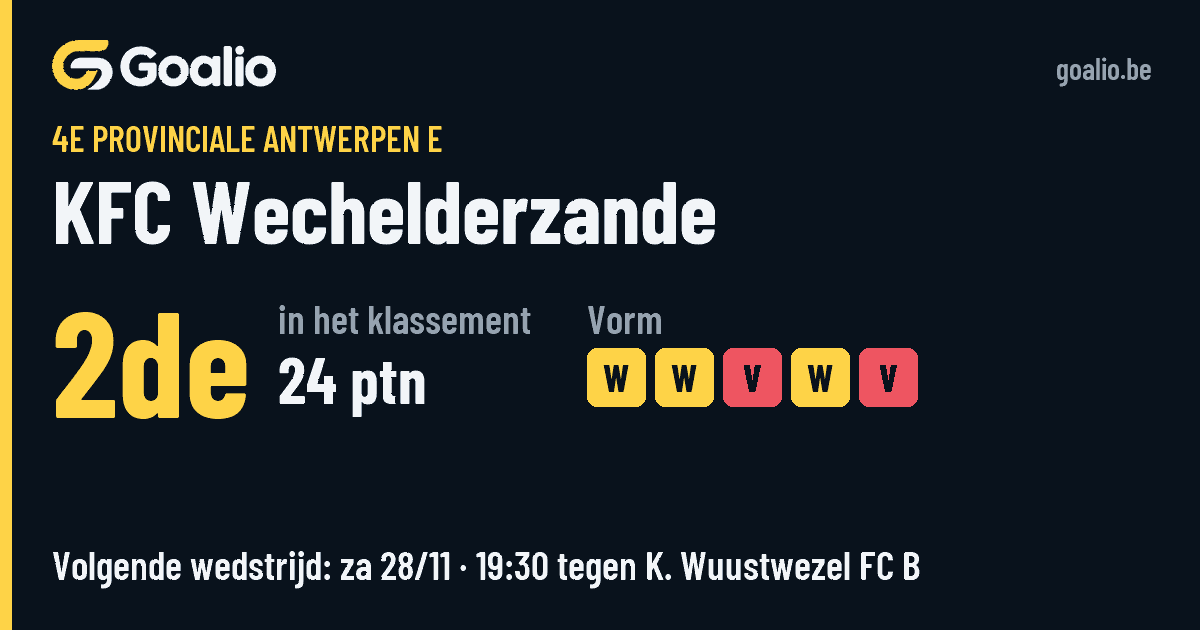 Goalio
goalio.be
4E PROVINCIALE ANTWERPEN E
KFC Wechelderzande
2de
in het klassement
24 ptn
Vorm
W W V W V
Volgende wedstrijd: za 28/11 · 19:30 tegen K. Wuustwezel FC B